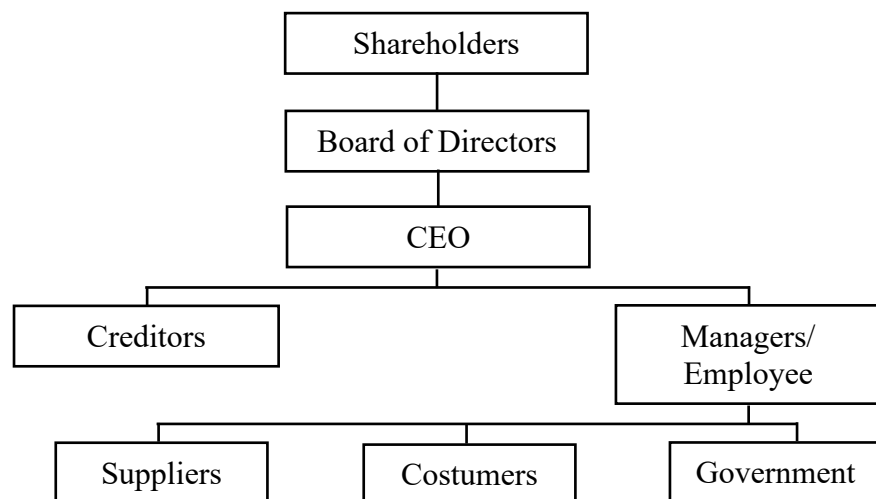 Shareholders
Board of Directors
CEO
Creditors
Managers/
Employee
Suppliers
Costumers
Government